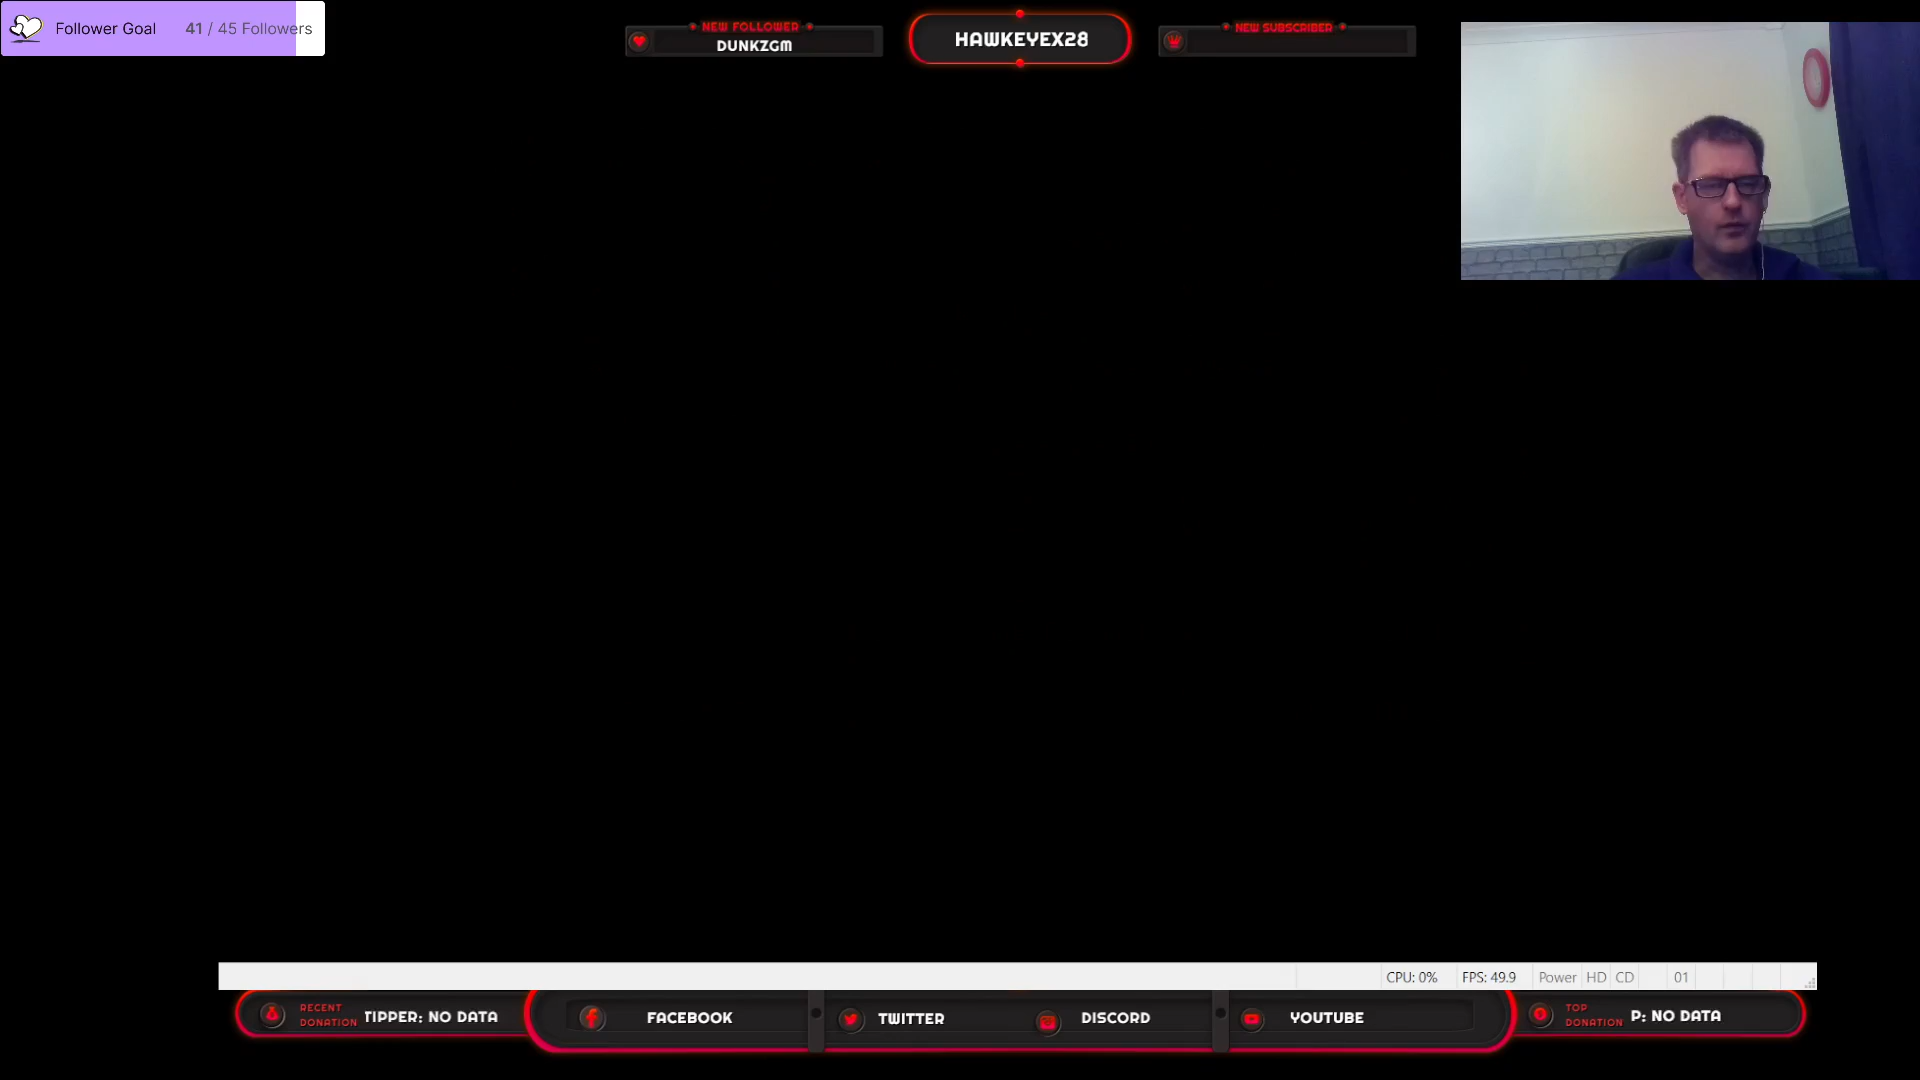 Follower Goal 41 / 45 Followers
NEW FOLLOWER
DUNKZGM
HAWKEYEX28
NEW SUBSCRIBER
CPU: 0% FPS: 49.9 Power HD CD 01
RECENT
DONATION
TIPPER: NO DATA
FACEBOOK
TWITTER
DISCORD
YOUTUBE
TOP
DONATION
P: NO DATA